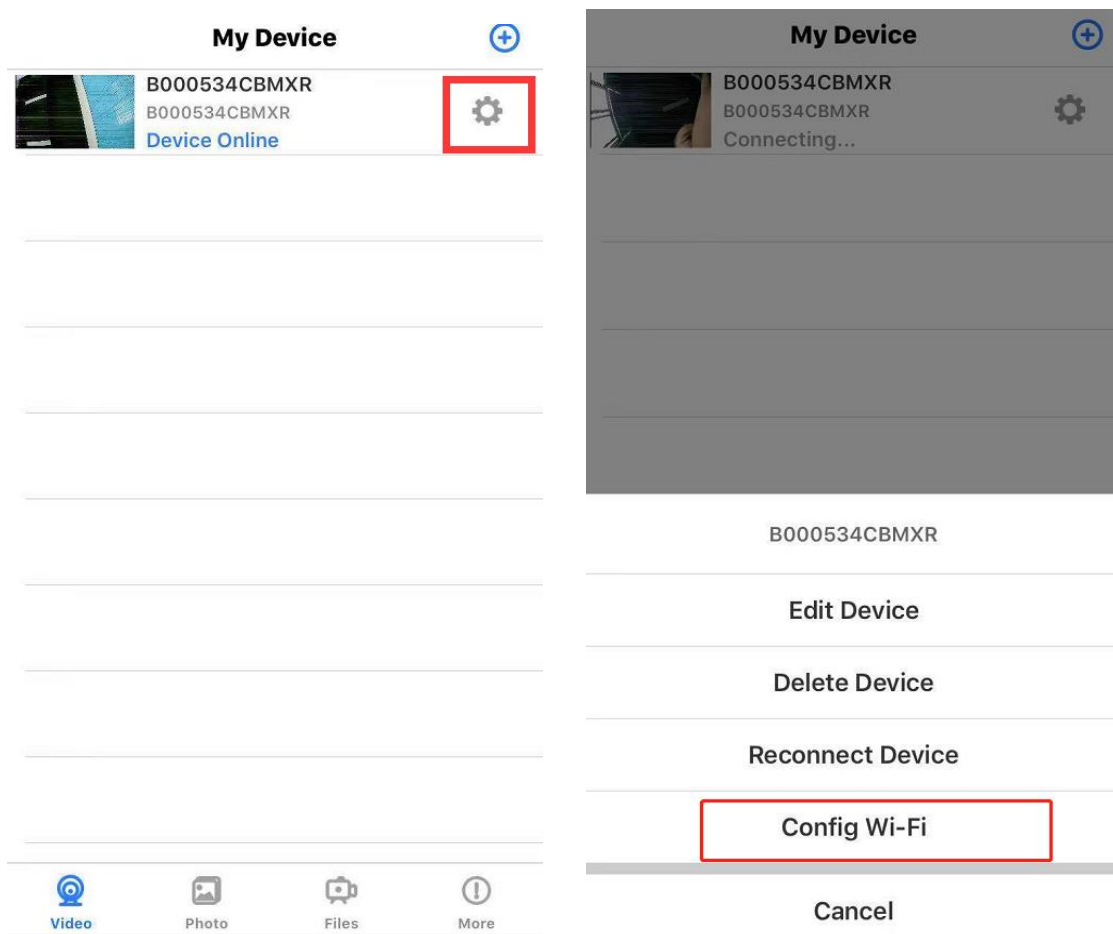 My Device
B000534CBMXR
B000534CBMXR
Device Online
Video
Photo
Files
More
My Device
B000534CBMXR
B000534CBMXR
Connecting...
B000534CBMXR
Edit Device
Delete Device
Reconnect Device
Config Wi-Fi
Cancel